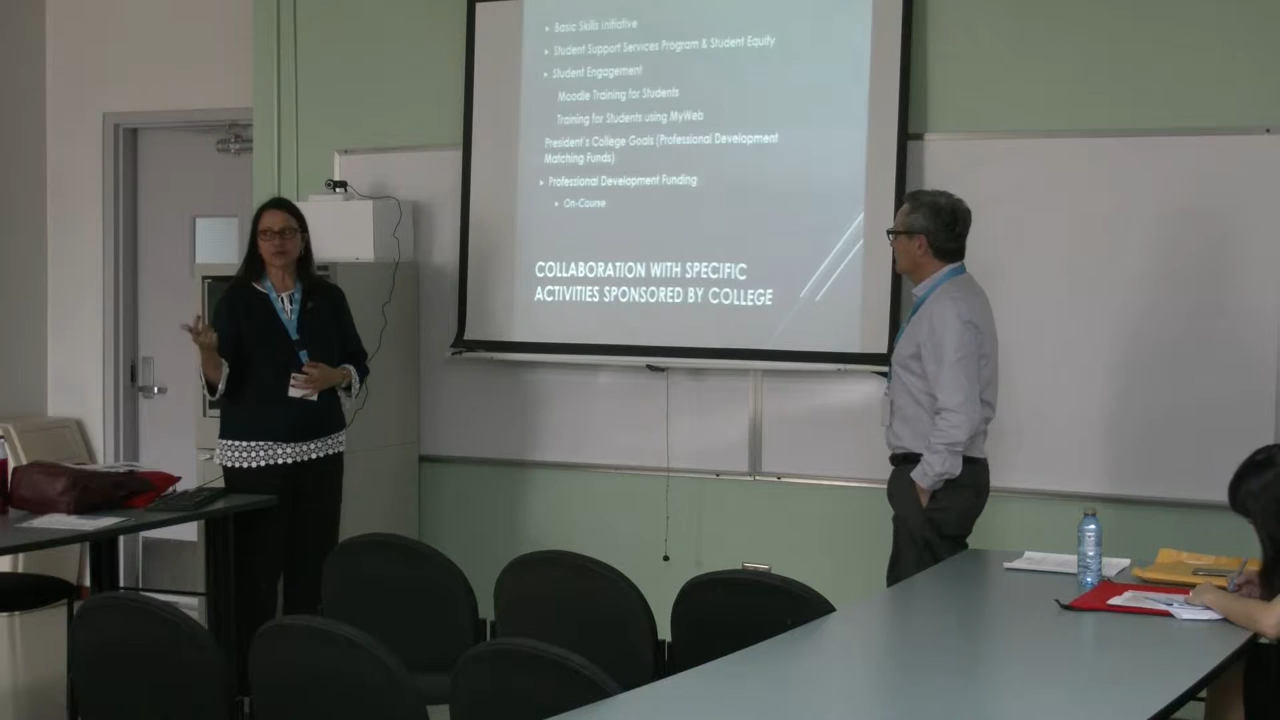 ▸ Basic Skills Initiative
▸ Student Support Services Program & Student Equity
▸ Student Engagement
Moodle Training for Students
Training for Students using MyWeb
President's College Goals (Professional Development
Matching Funds)
▸ Professional Development Funding
▸ On-Course
COLLABORATION WITH SPECIFIC
ACTIVITIES SPONSORED BY COLLEGE